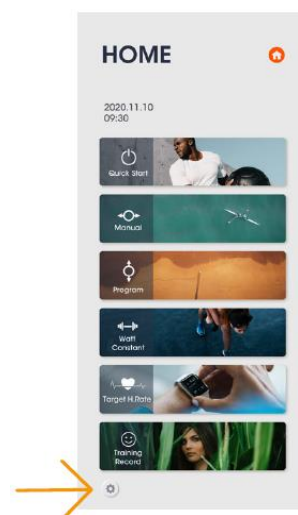 HOME
2020.11.10
09:30
Quick Start
Manual
Program
Watt
Constant
Target H.Rate
Training
Record